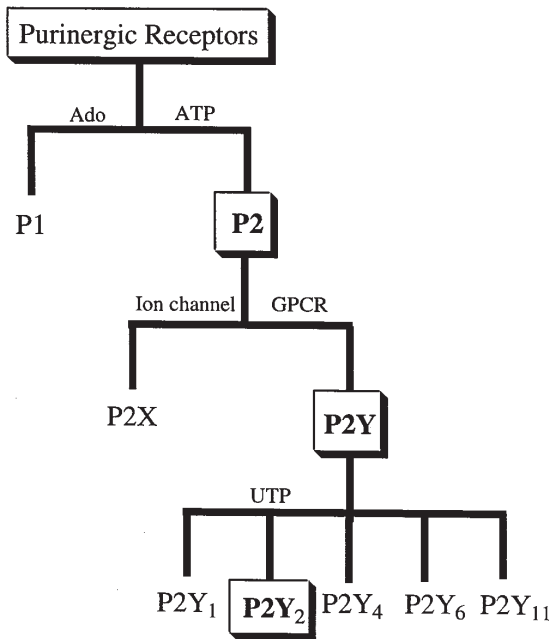 Purinergic Receptors
Ado ATP
P1 P2
Ion channel GPCR
P2X P2Y
UTP
P2Y₁ P2Y₂ P2Y₄ P2Y₆ P2Y₁₁